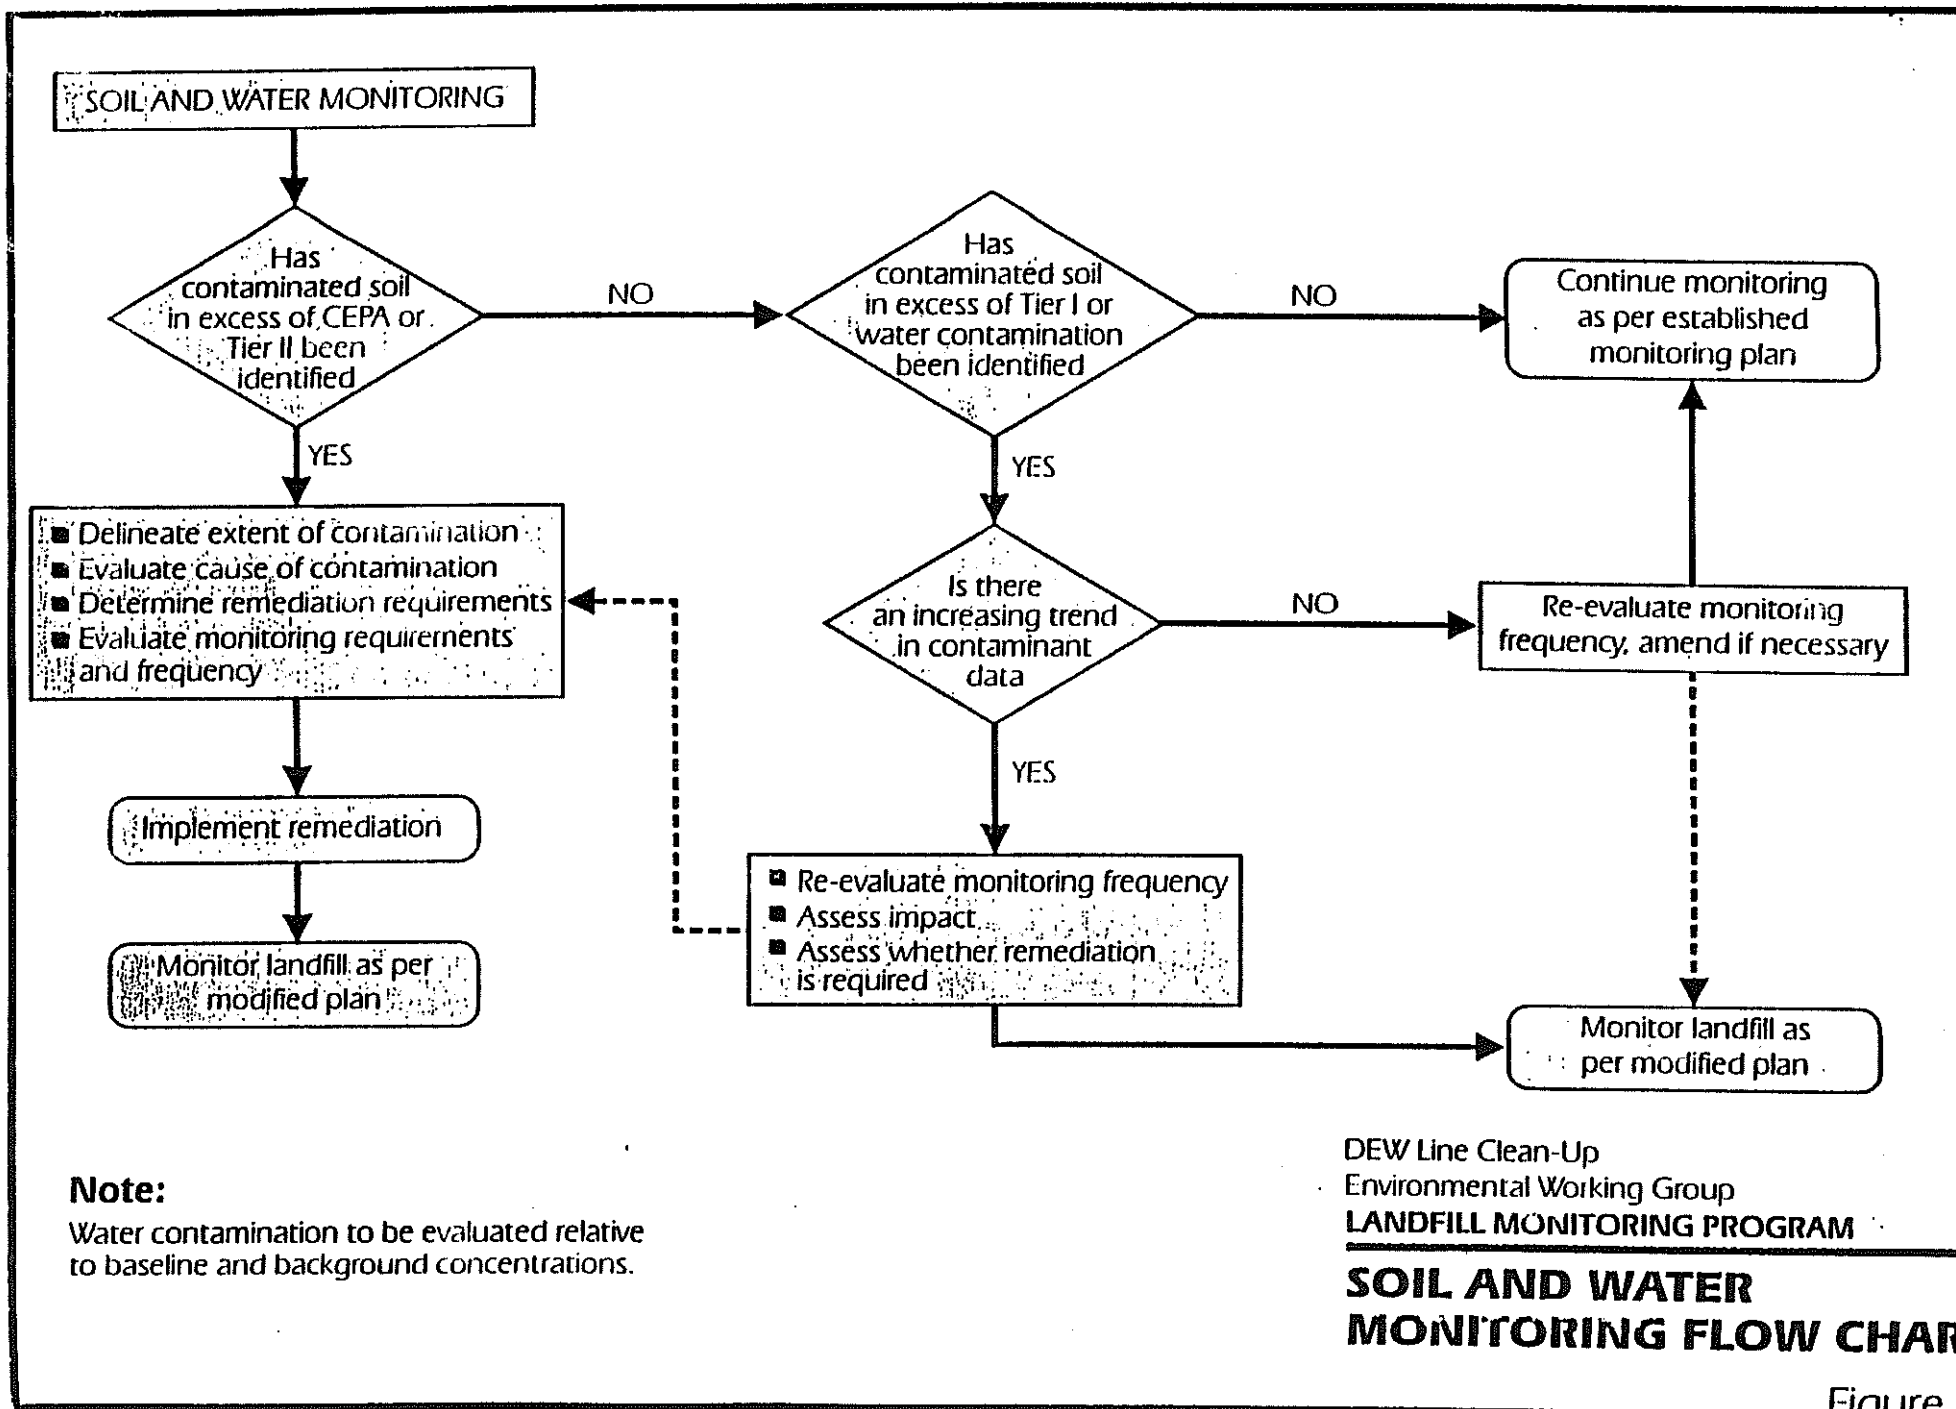 SOIL AND WATER MONITORING
Has
contaminated soil
in excess of CEPA or
Tier II been
identified
NO
Has
contaminated soil
in excess of Tier I or
water contamination
been identified
NO
Continue monitoring
as per established
monitoring plan
YES
YES
■ Delineate extent of contamination
■ Evaluate cause of contamination
■ Determine remediation requirements
■ Evaluate monitoring requirements
and frequency
Is there
an increasing trend
in contaminant
data
NO
Re-evaluate monitoring
frequency, amend if necessary
YES
Implement remediation
■ Re-evaluate monitoring frequency
■ Assess impact
■ Assess whether remediation
is required
Monitor landfill as per
modified plan
Monitor landfill as
per modified plan
Note:
Water contamination to be evaluated relative
to baseline and background concentrations.
DEW Line Clean-Up
Environmental Working Group
LANDFILL MONITORING PROGRAM
SOIL AND WATER
MONITORING FLOW CHAR
Figure